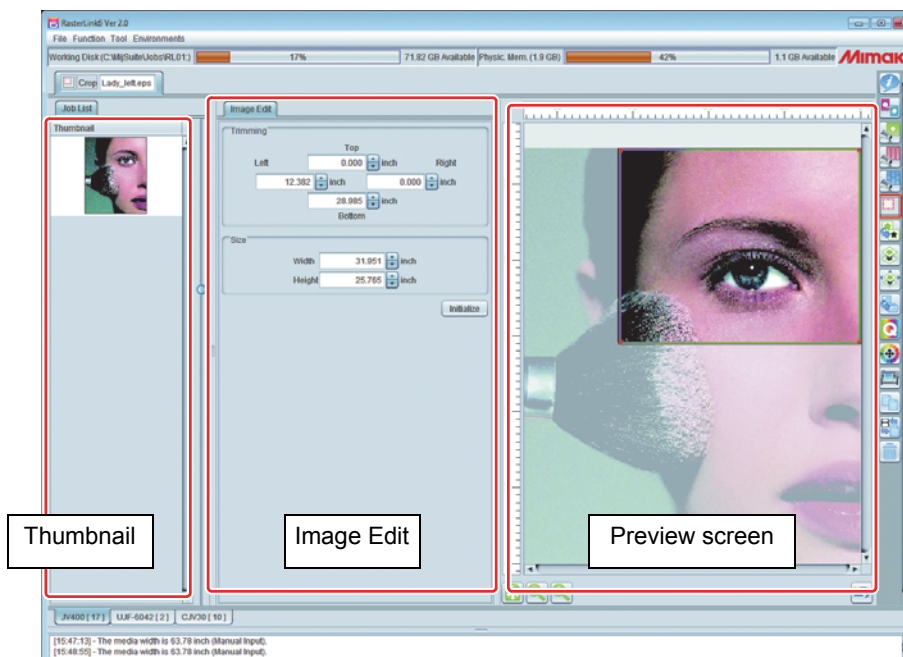 RasterLink6 Ver 2.0
File Function Tool Environments
Working Disk (C:\MijSuite\Jobs\RL01:) 17% 71.82 GB Available Physic. Mem. (1.9 GB) 42% 1.1 GB Available Mimak
Crop Lady_left.eps
Job List
Image Edit
Thumbnail
Trimming
Top
Left 0.000 inch Right
12.382 inch 0.000 inch
28.985 inch
Bottom
Size
Width 31.951 inch
Height 25.765 inch
Initialize
Thumbnail
Image Edit
Preview screen
JV400 [ 17 ] UJF-6042 [ 2 ] CJV30 [ 10 ]
[15:47:13] - The media width is 63.78 inch (Manual Input).
[15:48:55] - The media width is 63.78 inch (Manual Input).